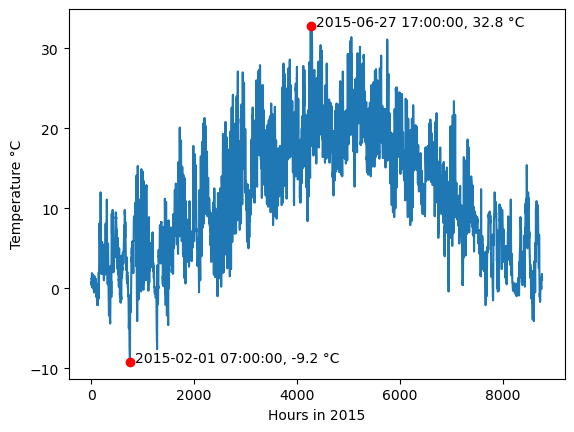 2015-06-27 17:00:00, 32.8 °C
30
20
10
0
−10
Temperature °C
2015-02-01 07:00:00, -9.2 °C
0 2000 4000 6000 8000
Hours in 2015